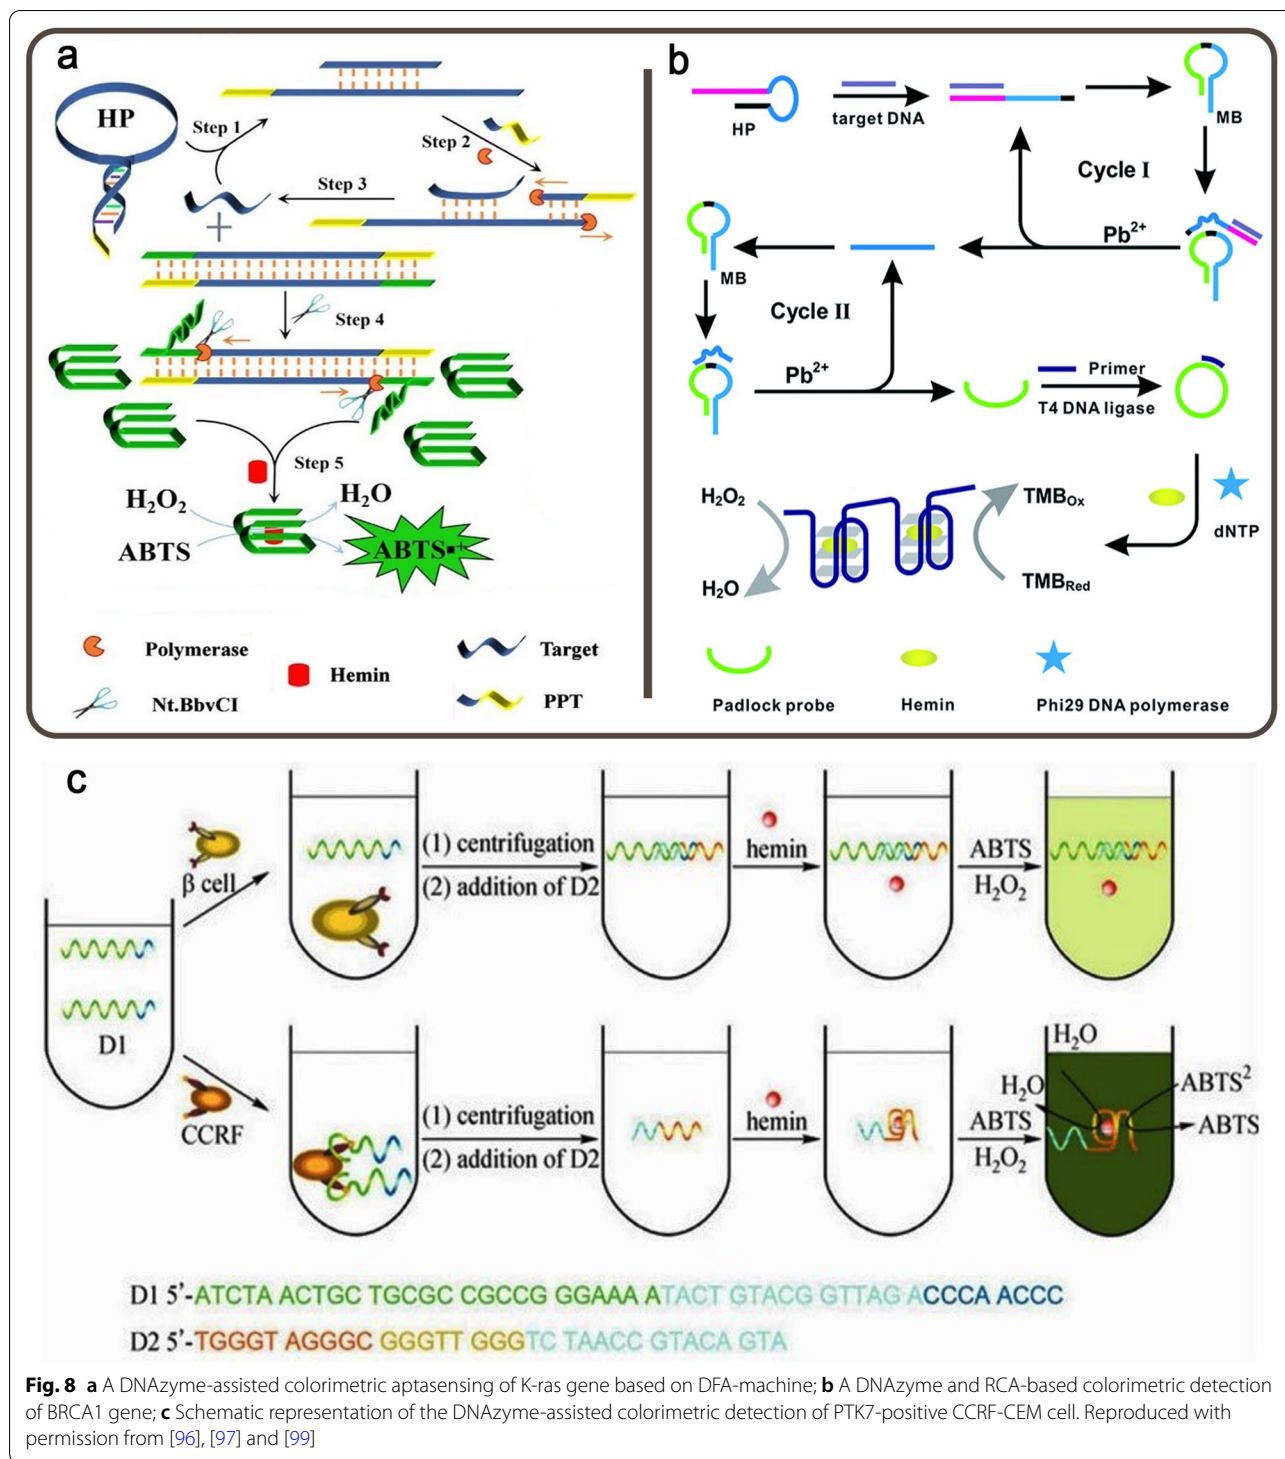 a
HP
Step 1
Step 2
Step 3
Step 4
Step 5
H₂O₂
H₂O
ABTS
ABTS▪⁺
Polymerase
Target
Hemin
Nt.BbvCI
PPT
b
HP
target DNA
MB
Cycle I
Pb²⁺
MB
Cycle II
Pb²⁺
Primer
T4 DNA ligase
H₂O₂
TMBOx
dNTP
H₂O
TMBRed
Padlock probe
Hemin
Phi29 DNA polymerase
c
β cell
(1) centrifugation
(2) addition of D2
hemin
ABTS
H₂O₂
D1
CCRF
(1) centrifugation
(2) addition of D2
hemin
ABTS
H₂O₂
H₂O
H₂O
ABTS²
ABTS
D1 5'-ATCTA ACTGC TGCGC CGCCG GGAAA ATACT GTACG GTTAG ACCCA ACCC
D2 5'-TGGGT AGGGC GGGTT GGGTC TAACC GTACA GTA
Fig. 8 a A DNAzyme-assisted colorimetric aptasensing of K-ras gene based on DFA-machine; b A DNAzyme and RCA-based colorimetric detection
of BRCA1 gene; c Schematic representation of the DNAzyme-assisted colorimetric detection of PTK7-positive CCRF-CEM cell. Reproduced with
permission from [96], [97] and [99]